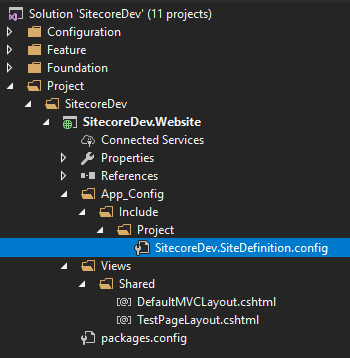 Solution 'SitecoreDev' (11 projects)
Configuration
Feature
Foundation
Project
SitecoreDev
SitecoreDev.Website
Connected Services
Properties
References
App_Config
Include
Project
SitecoreDev.SiteDefinition.config
Views
Shared
DefaultMVCLayout.cshtml
TestPageLayout.cshtml
packages.config